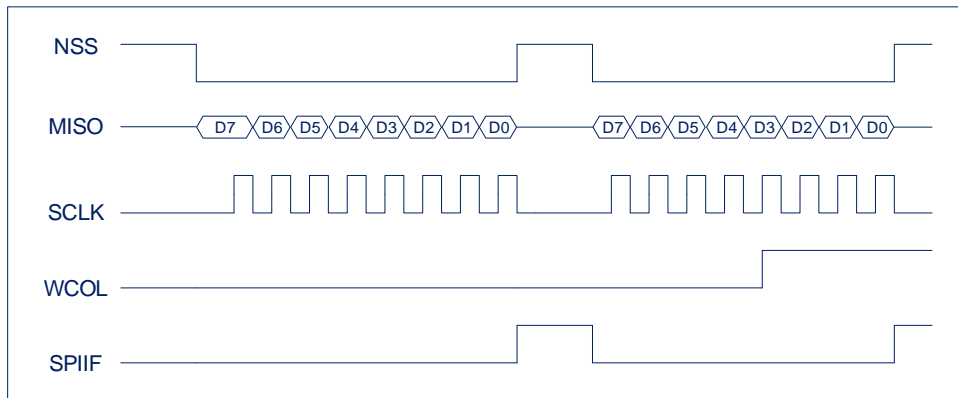 NSS
MISO D7 D6 D5 D4 D3 D2 D1 D0 D7 D6 D5 D4 D3 D2 D1 D0
SCLK
WCOL
SPIIF